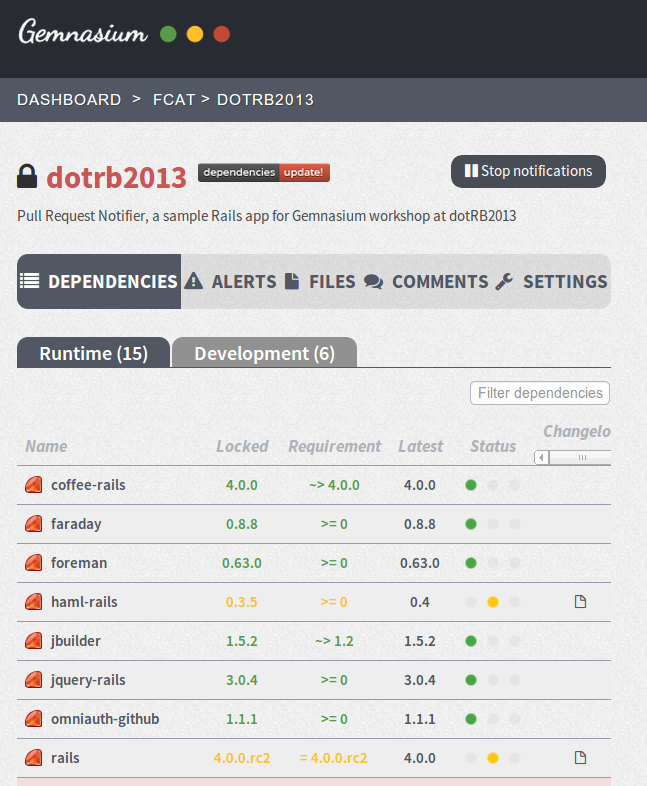 Gemnasium
DASHBOARD > FCAT > DOTRB2013
dotrb2013 dependencies update! Stop notifications
Pull Request Notifier, a sample Rails app for Gemnasium workshop at dotRB2013
DEPENDENCIES ALERTS FILES COMMENTS SETTINGS
Runtime (15) Development (6)
Filter dependencies
Name Locked Requirement Latest Status Changelo
coffee-rails 4.0.0 ~> 4.0.0 4.0.0
faraday 0.8.8 >= 0 0.8.8
foreman 0.63.0 >= 0 0.63.0
haml-rails 0.3.5 >= 0 0.4
jbuilder 1.5.2 ~> 1.2 1.5.2
jquery-rails 3.0.4 >= 0 3.0.4
omniauth-github 1.1.1 >= 0 1.1.1
rails 4.0.0.rc2 = 4.0.0.rc2 4.0.0